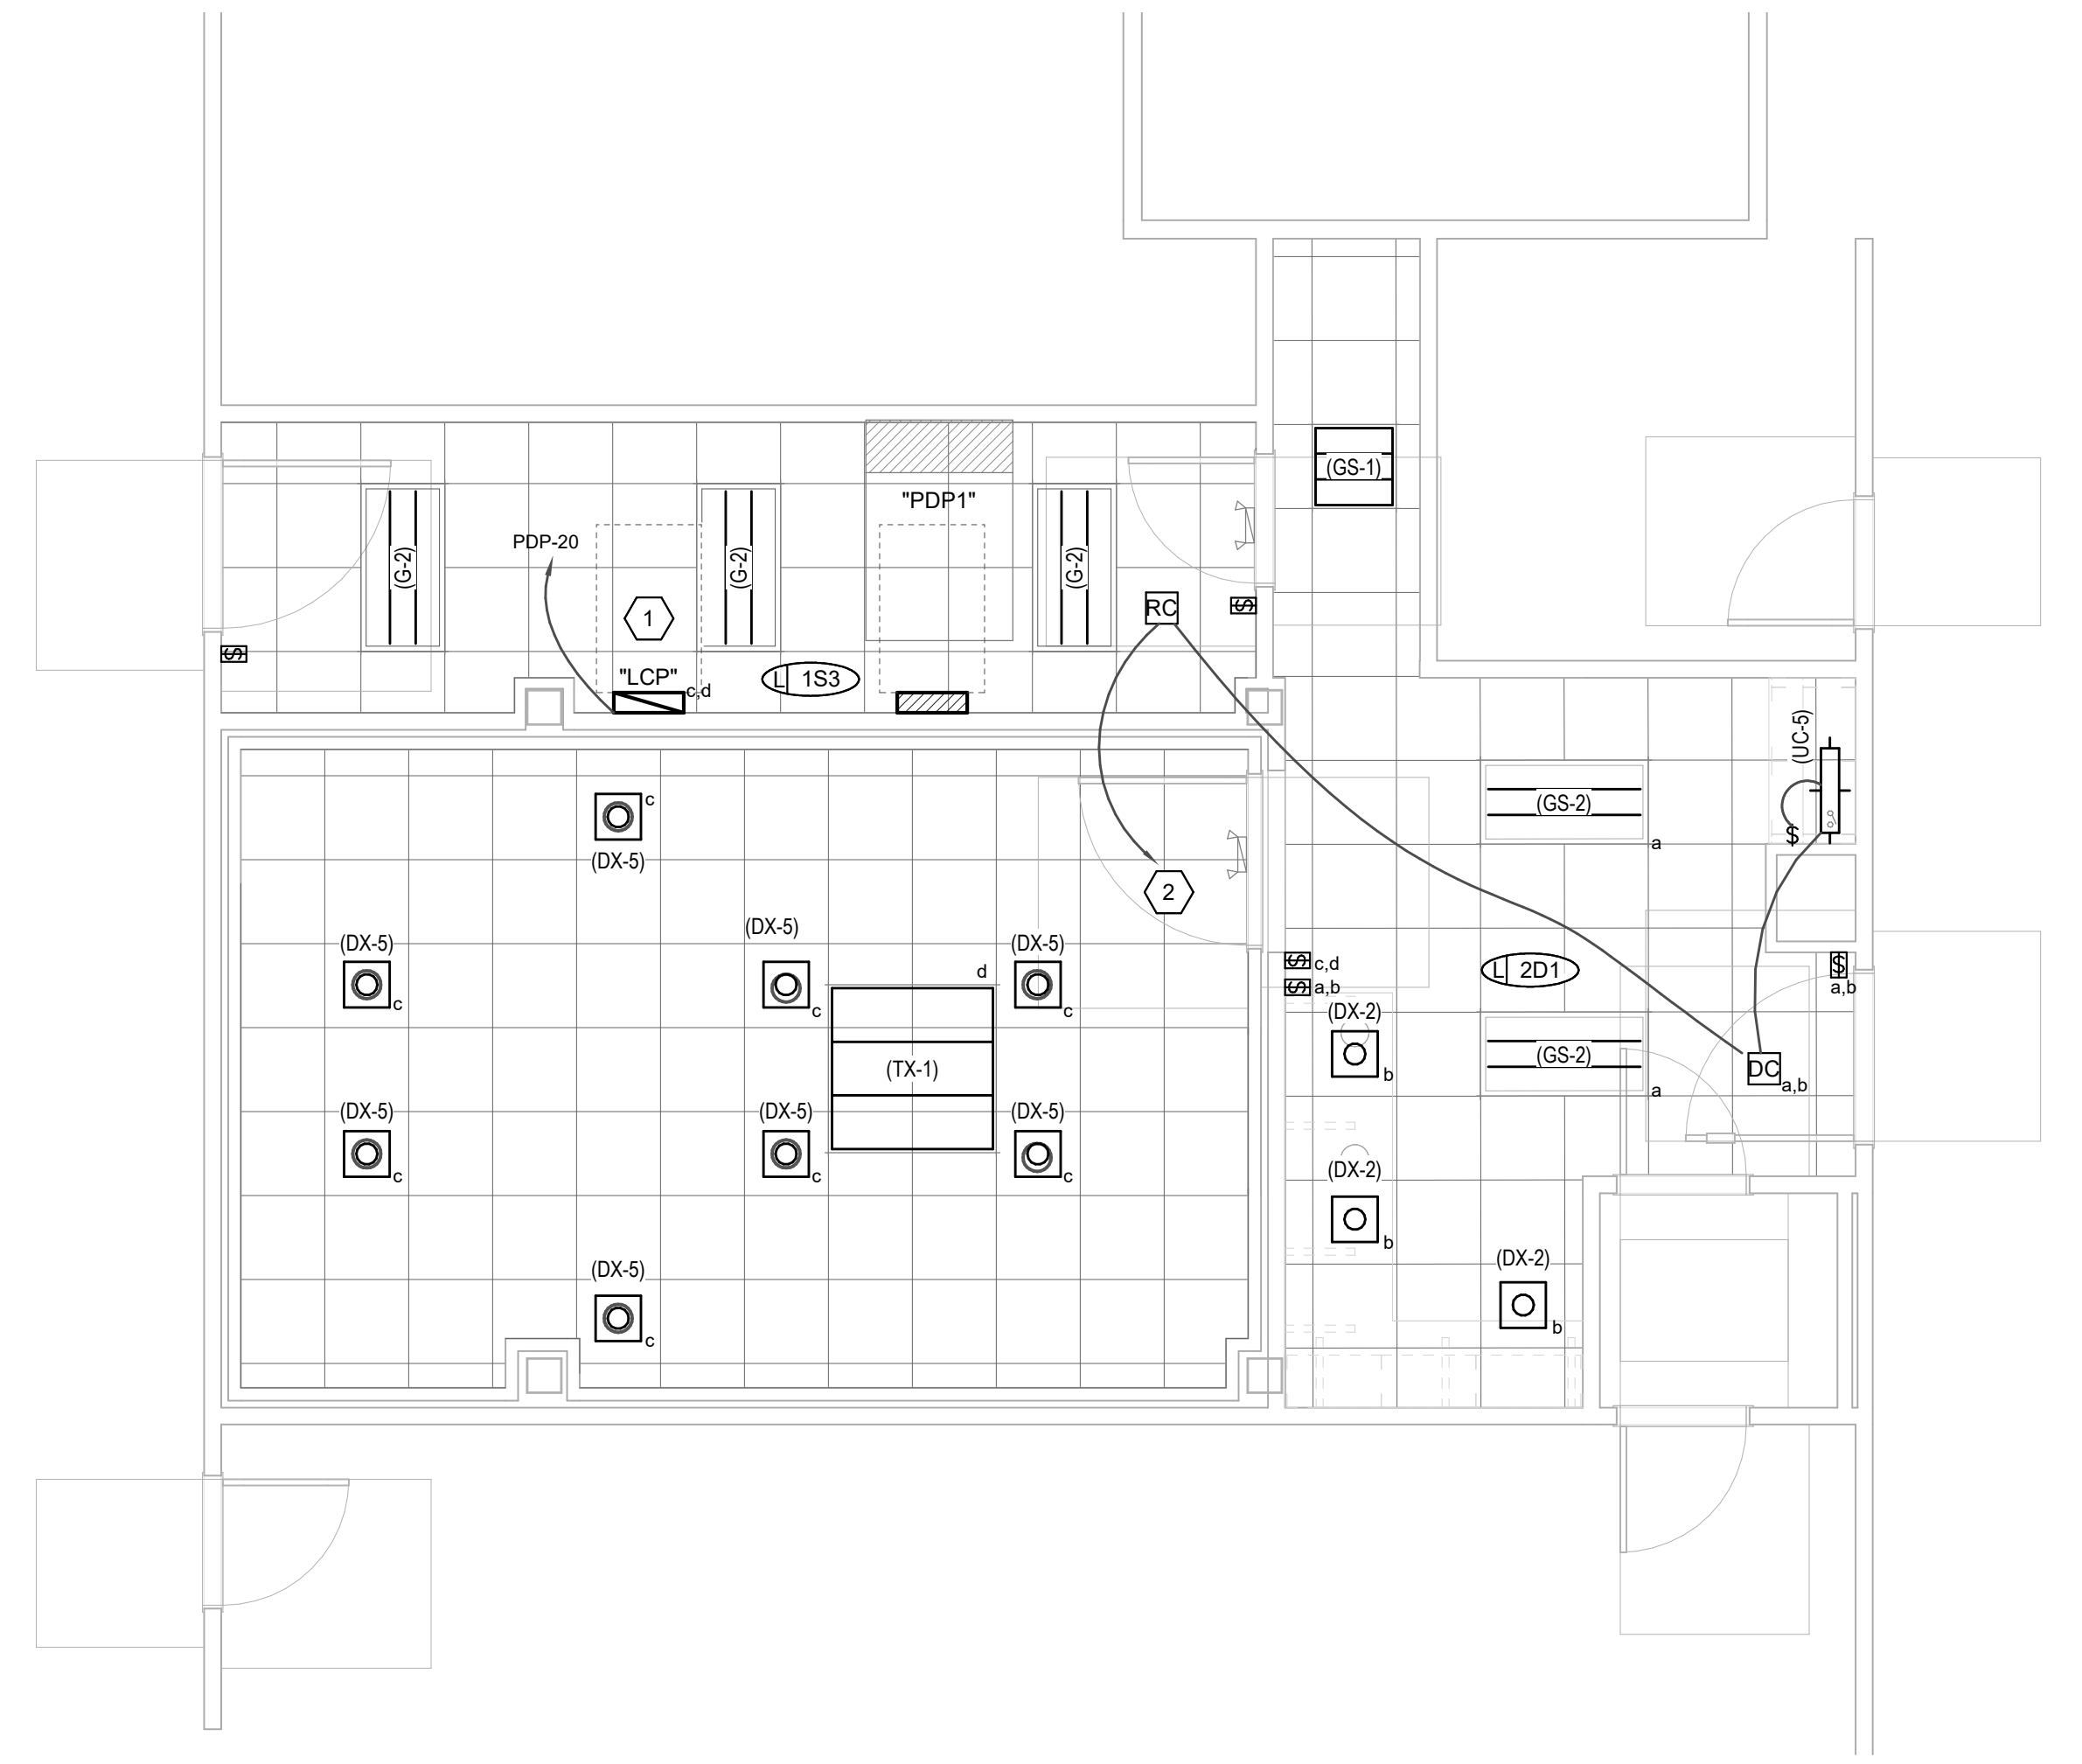 (GS-1)
"PDP1"
PDP-20
(G-2)
(G-2)
(G-2)
1
RC
$
$
"LCP"
c,d
L 1S3
(UC-5)
(GS-2)
a
$
c
(DX-5)
2
(DX-5)
(DX-5)
(DX-5)
c
c
c
d
$ c,d
$ a,b
L 2D1
$
a,b
(DX-2)
b
(GS-2)
a
DC
a,b
(TX-1)
(DX-5)
(DX-5)
(DX-5)
c
c
c
(DX-2)
b
(DX-5)
c
(DX-2)
b